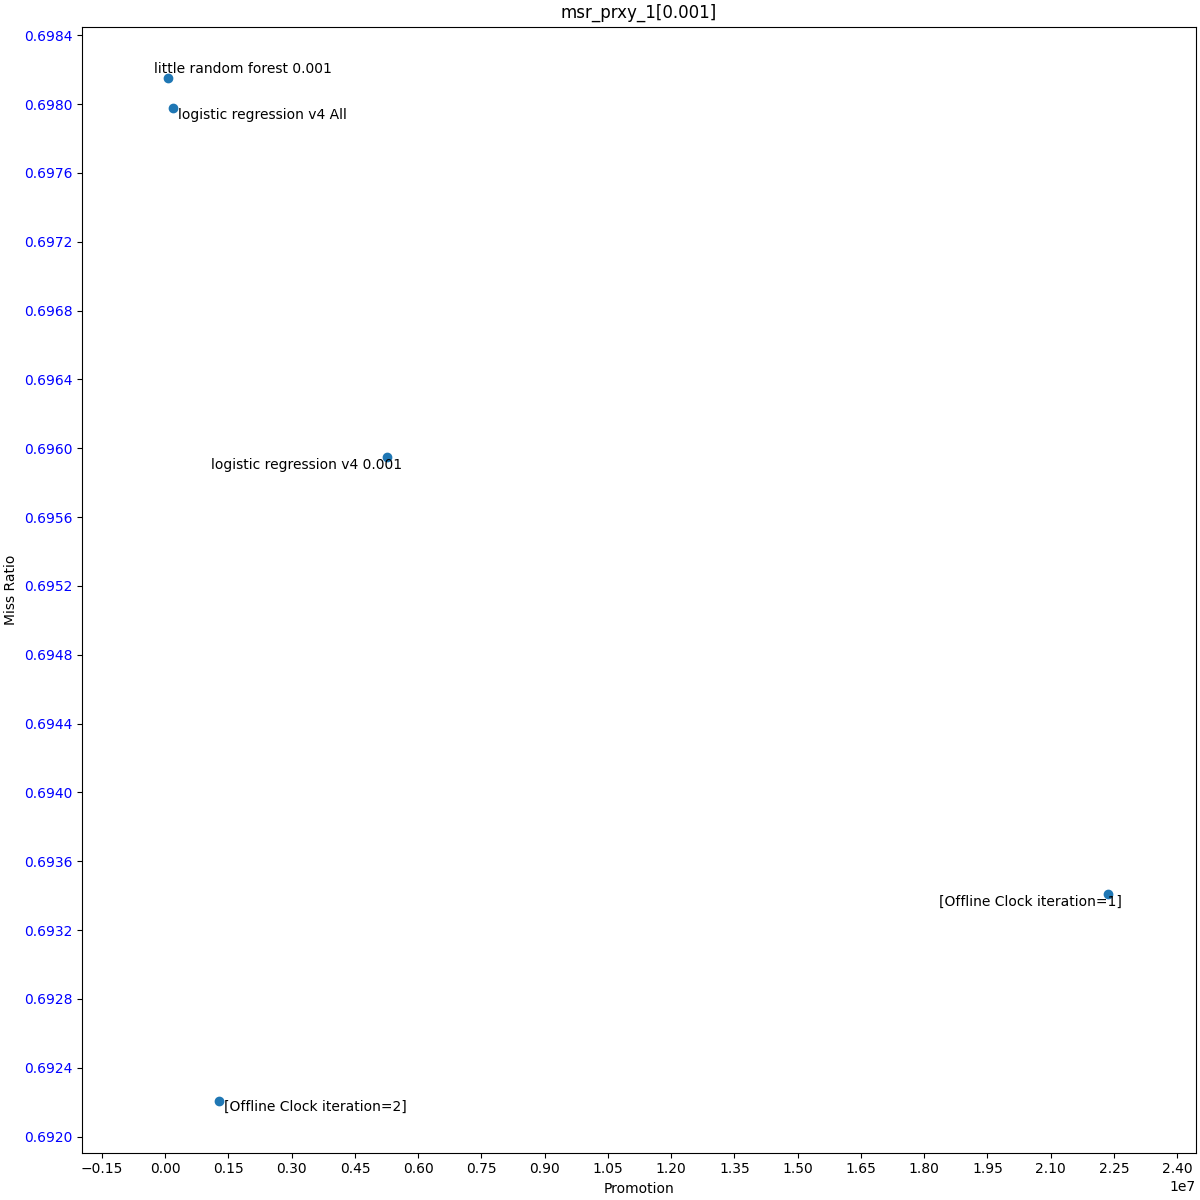 msr_prxy_1[0.001]
0.6984
little random forest 0.001
0.6980
logistic regression v4 All
0.6976
0.6972
0.6968
0.6964
0.6960
logistic regression v4 0.001
0.6956
0.6952
Miss Ratio
0.6948
0.6944
0.6940
0.6936
[Offline Clock iteration=1]
0.6932
0.6928
0.6924
[Offline Clock iteration=2]
0.6920
−0.15 0.00 0.15 0.30 0.45 0.60 0.75 0.90 1.05 1.20 1.35 1.50 1.65 1.80 1.95 2.10 2.25 2.40
1e7
Promotion